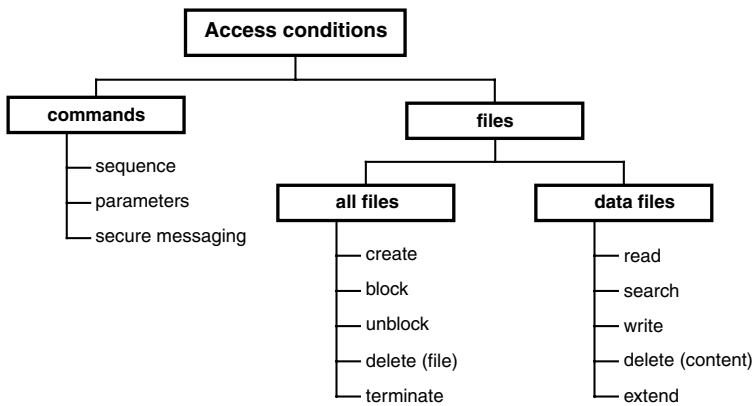 Access conditions
commands
files
sequence
parameters
secure messaging
all files
data files
create
block
unblock
delete (file)
terminate
read
search
write
delete (content)
extend